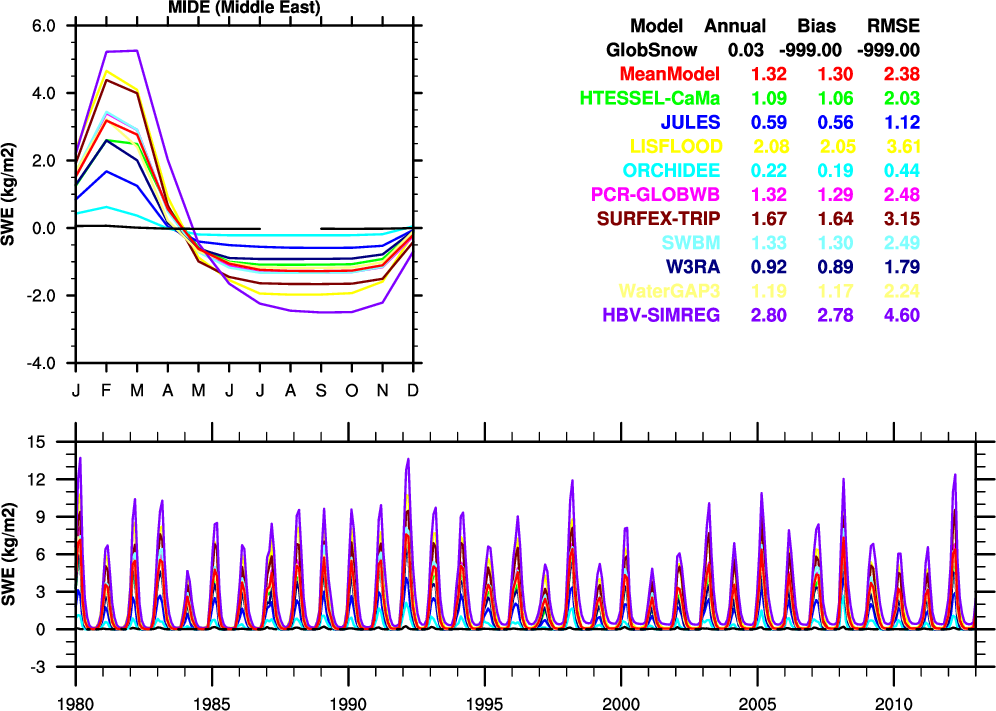 MIDE (Middle East)
Model Annual Bias RMSE
GlobSnow 0.03 -999.00 -999.00
MeanModel 1.32 1.30 2.38
HTESSEL-CaMa 1.09 1.06 2.03
JULES 0.59 0.56 1.12
LISFLOOD 2.08 2.05 3.61
ORCHIDEE 0.22 0.19 0.44
PCR-GLOBWB 1.32 1.29 2.48
SURFEX-TRIP 1.67 1.64 3.15
SWBM 1.33 1.30 2.49
W3RA 0.92 0.89 1.79
WaterGAP3 1.19 1.17 2.24
HBV-SIMREG 2.80 2.78 4.60
SWE (kg/m2)
6.0
4.0
2.0
0.0
-2.0
-4.0
J F M A M J J A S O N D
SWE (kg/m2)
15
12
9
6
3
0
-3
1980 1985 1990 1995 2000 2005 2010